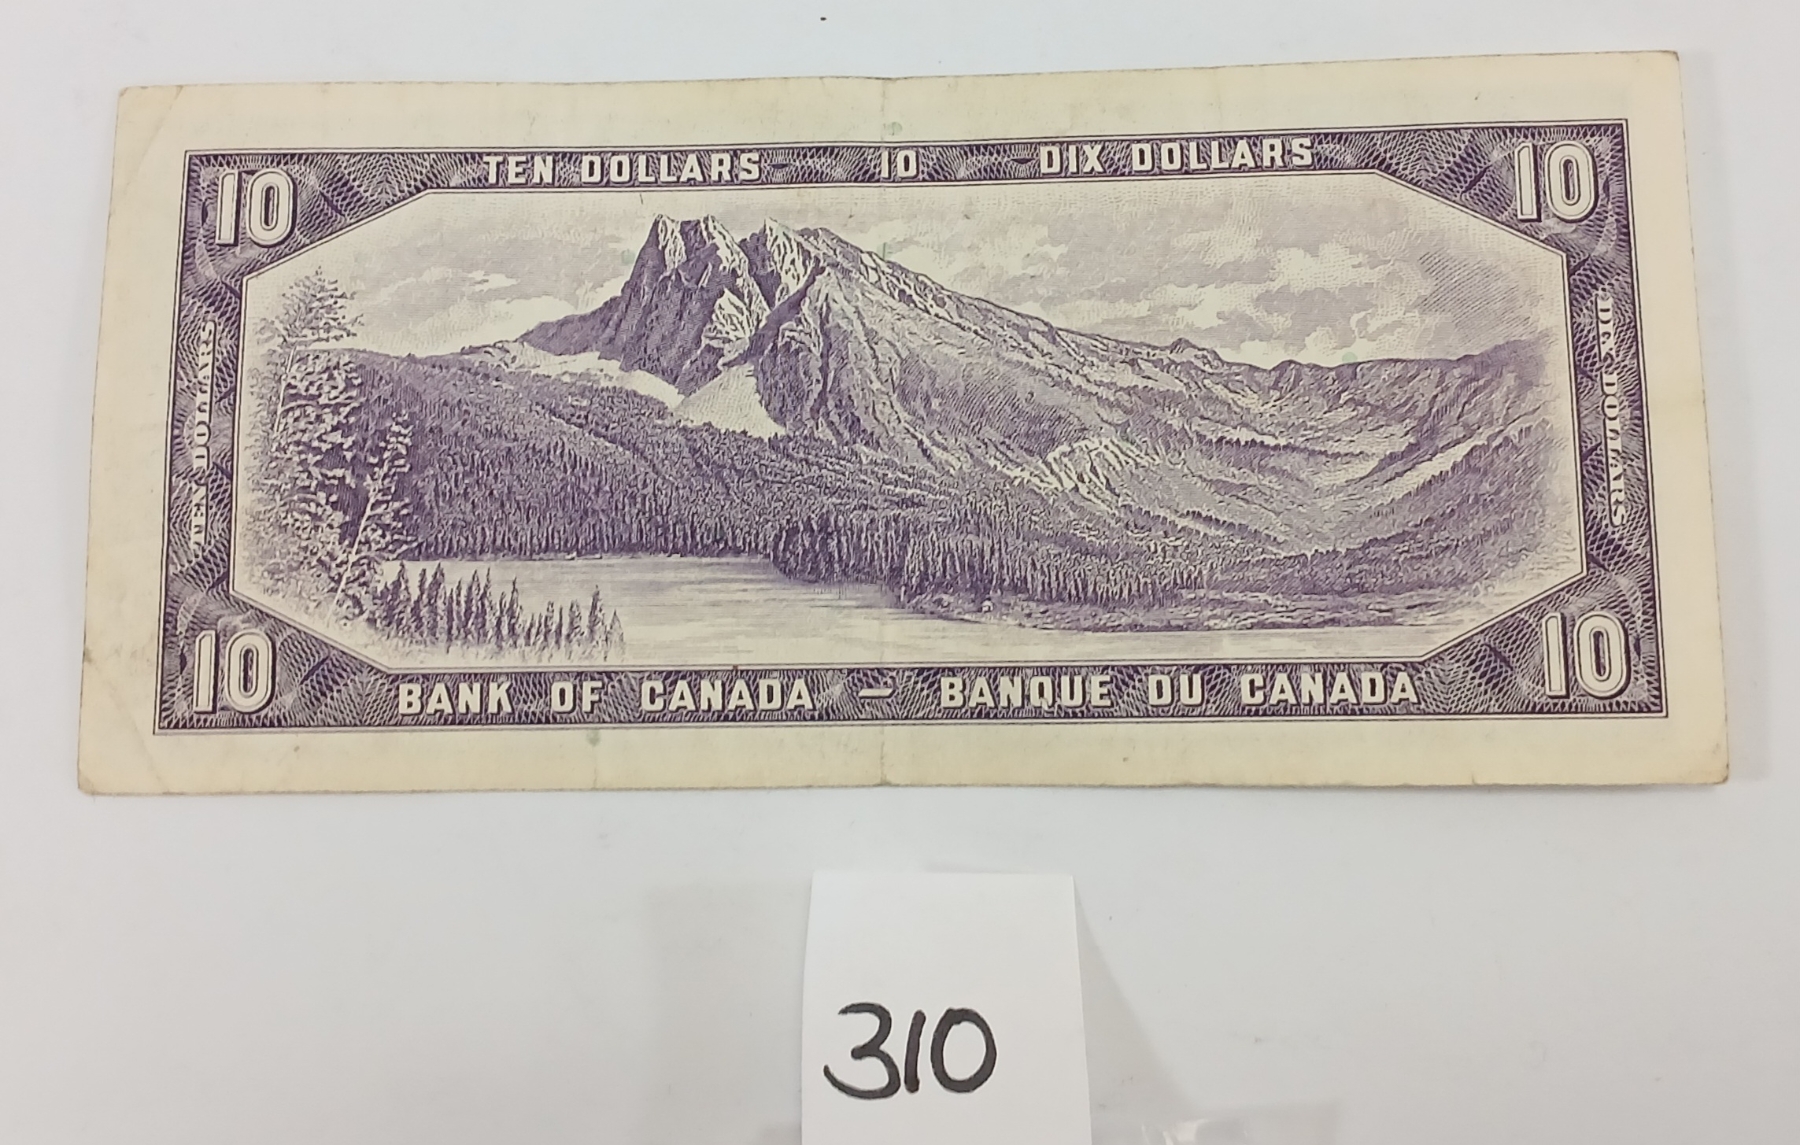 TEN DOLLARS 10 DIX DOLLARS
10 10
TEN DOLLARS
DIX DOLLARS
10 10
BANK OF CANADA – BANQUE DU CANADA
310